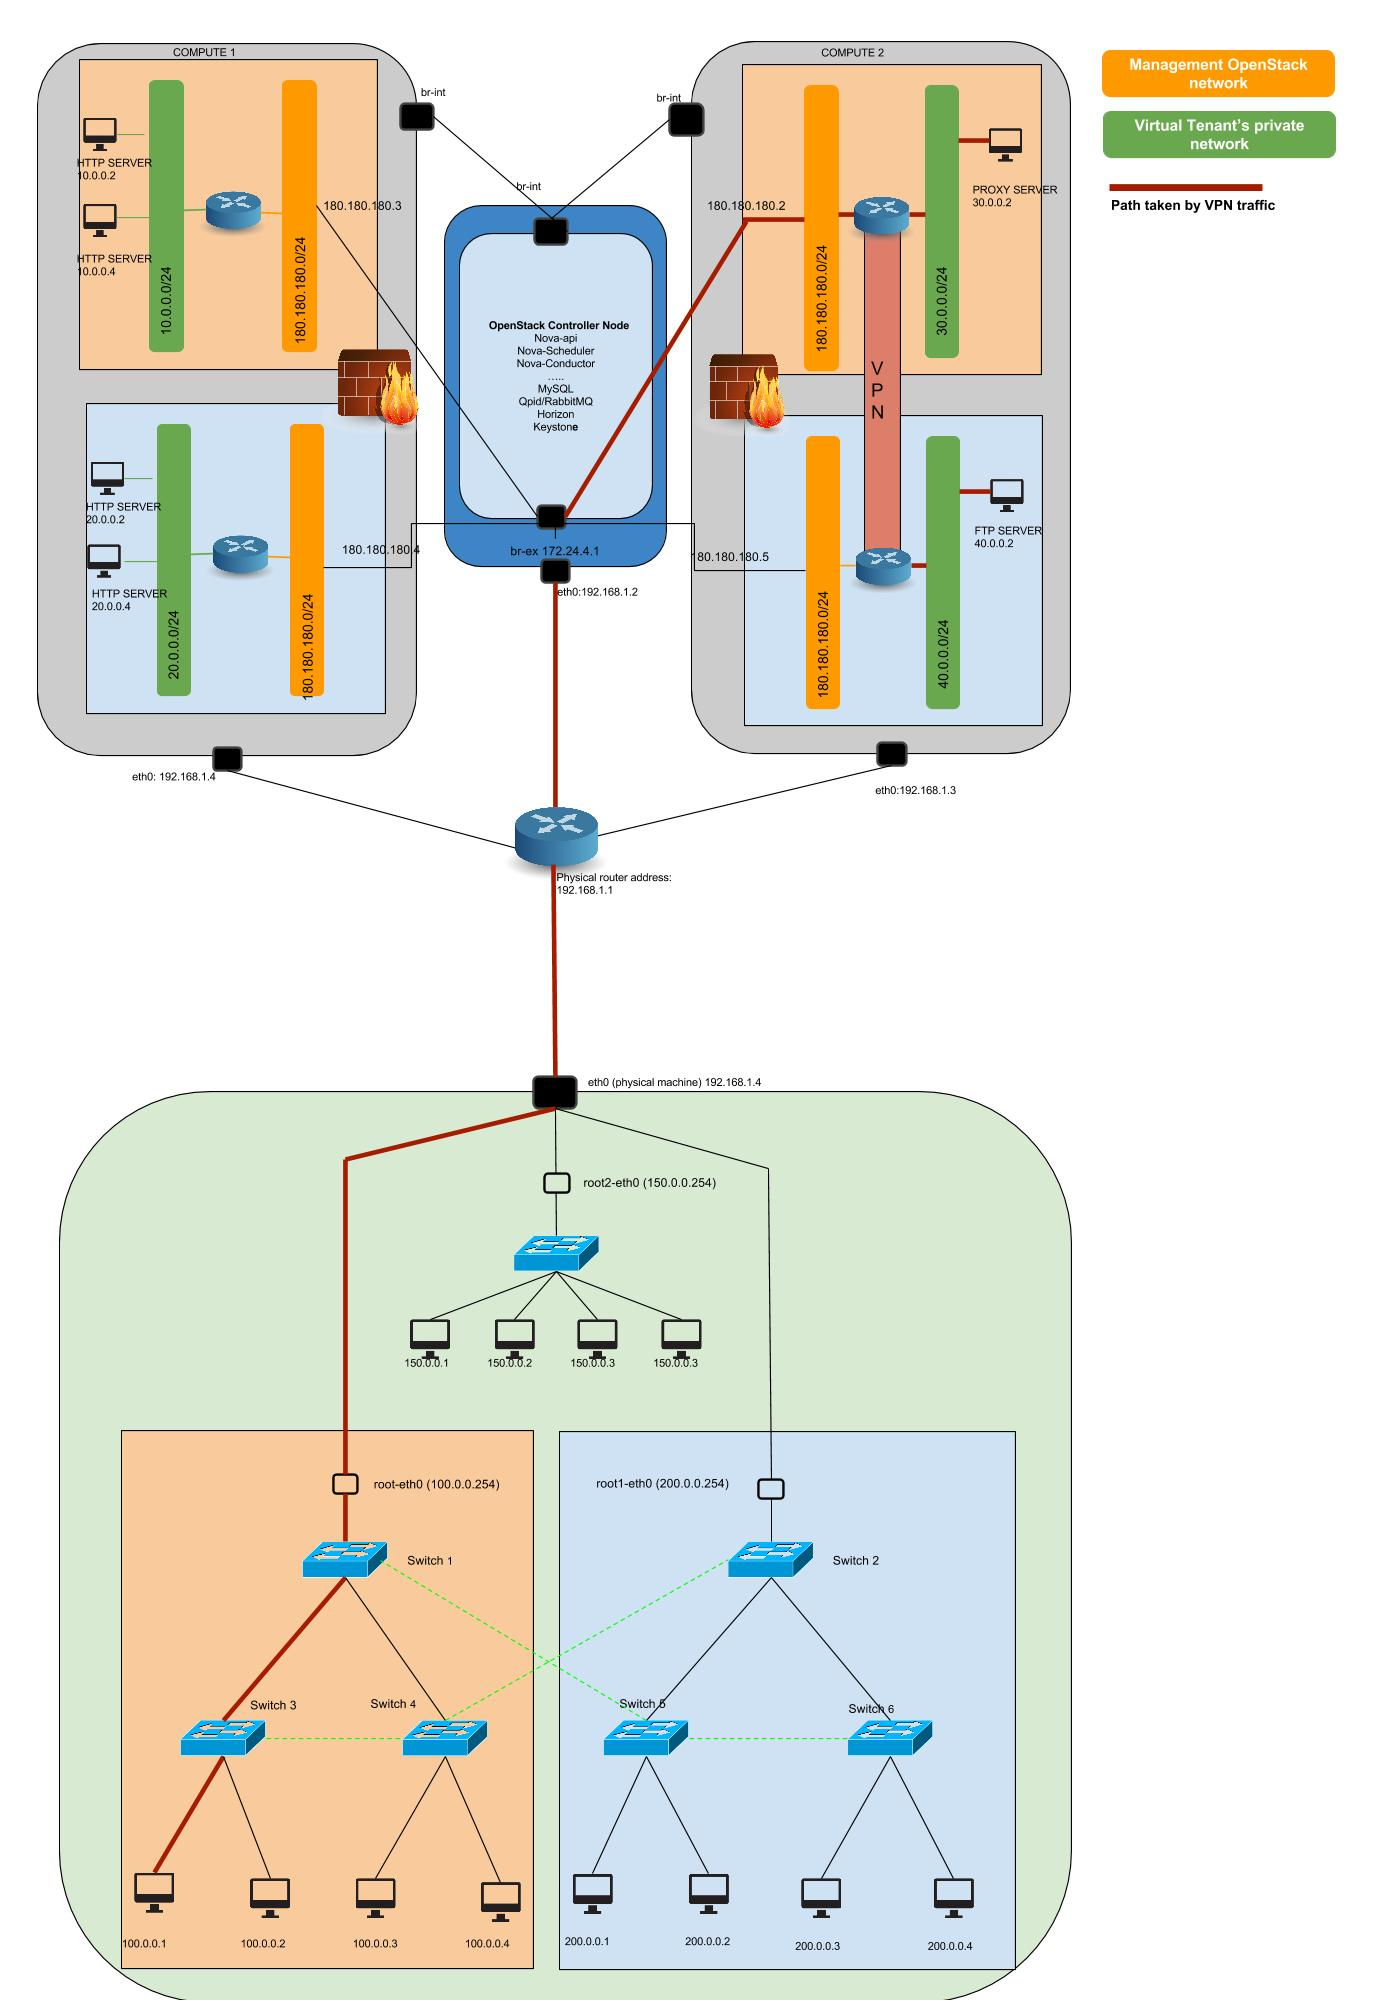 COMPUTE 1
COMPUTE 2
Management OpenStack
network
Virtual Tenant's private
network
Path taken by VPN traffic
br-int
br-int
br-int
HTTP SERVER
10.0.0.2
HTTP SERVER
10.0.0.4
10.0.0.0/24
180.180.180.0/24
180.180.180.3
HTTP SERVER
20.0.0.2
HTTP SERVER
20.0.0.4
20.0.0.0/24
180.180.180.0/24
180.180.180.4
OpenStack Controller Node
Nova-api
Nova-Scheduler
Nova-Conductor
.....
MySQL
Qpid/RabbitMQ
Horizon
Keystone
br-ex 172.24.4.1
eth0:192.168.1.2
180.180.180.2
180.180.180.0/24
30.0.0.0/24
PROXY SERVER
30.0.0.2
V
P
N
180.180.180.5
180.180.180.0/24
40.0.0.0/24
FTP SERVER
40.0.0.2
eth0: 192.168.1.4
eth0:192.168.1.3
Physical router address:
192.168.1.1
eth0 (physical machine) 192.168.1.4
root2-eth0 (150.0.0.254)
150.0.0.1
150.0.0.2
150.0.0.3
150.0.0.3
root-eth0 (100.0.0.254)
root1-eth0 (200.0.0.254)
Switch 1
Switch 2
Switch 3
Switch 4
Switch 5
Switch 6
100.0.0.1
100.0.0.2
100.0.0.3
100.0.0.4
200.0.0.1
200.0.0.2
200.0.0.3
200.0.0.4